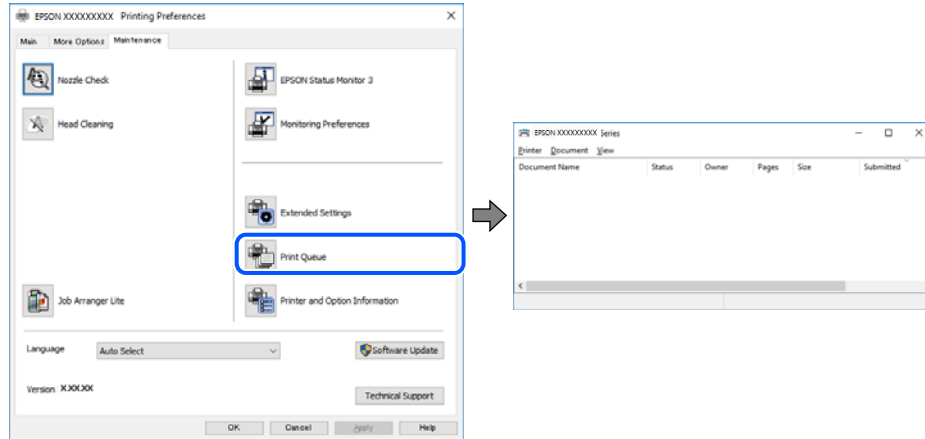 EPSON XXXXXXXXX Printing Preferences
Main More Options Maintenance
Nozzle Check
EPSON Status Monitor 3
Head Cleaning
Monitoring Preferences
Extended Settings
Print Queue
Job Arranger Lite
Printer and Option Information
Language Auto Select
Software Update
Version X.XX.XX
Technical Support
OK Cancel Apply Help
EPSON XXXXXXXXX Series
Printer Document View
Document Name Status Owner Pages Size Submitted